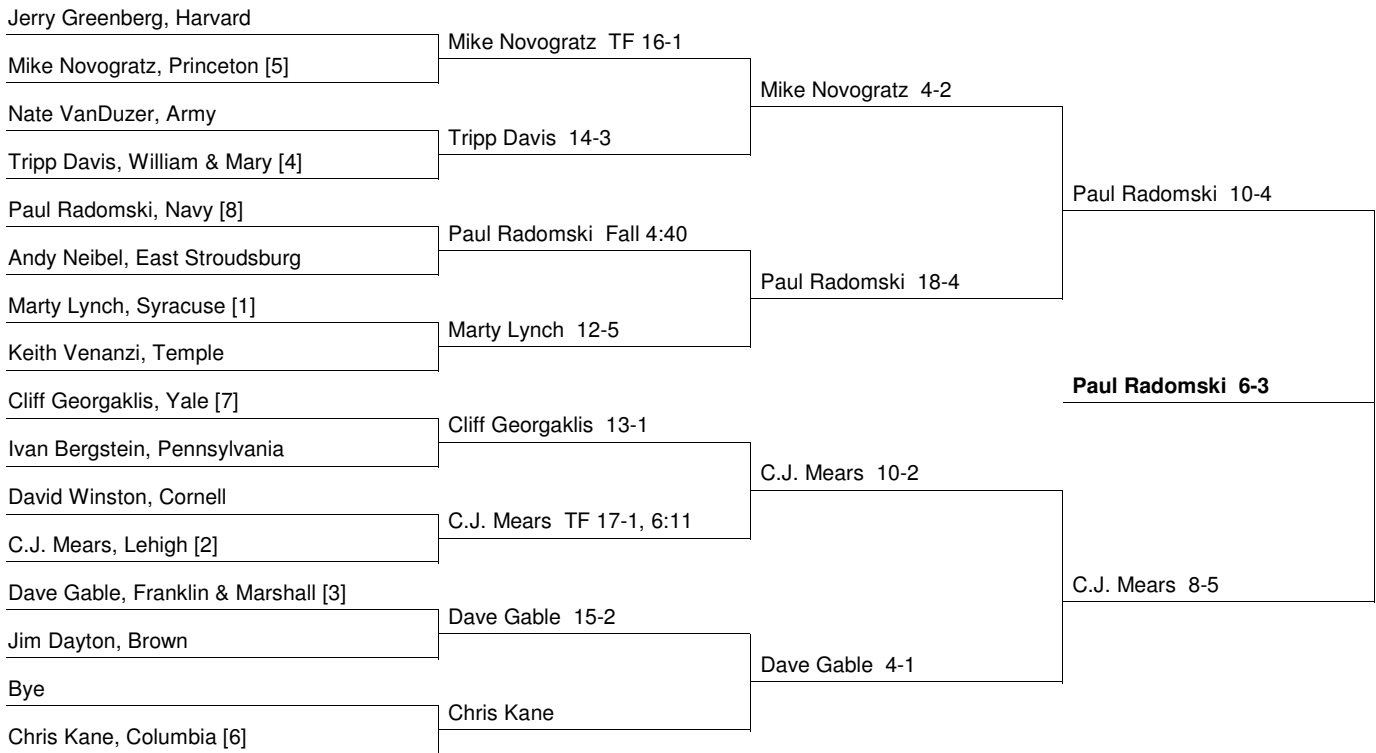 Jerry Greenberg, Harvard
Mike Novogratz, Princeton [5]
Nate VanDuzer, Army
Tripp Davis, William & Mary [4]
Paul Radomski, Navy [8]
Andy Neibel, East Stroudsburg
Marty Lynch, Syracuse [1]
Keith Venanzi, Temple
Cliff Georgaklis, Yale [7]
Ivan Bergstein, Pennsylvania
David Winston, Cornell
C.J. Mears, Lehigh [2]
Dave Gable, Franklin & Marshall [3]
Jim Dayton, Brown
Bye
Chris Kane, Columbia [6]
Mike Novogratz TF 16-1
Tripp Davis 14-3
Paul Radomski Fall 4:40
Marty Lynch 12-5
Cliff Georgaklis 13-1
C.J. Mears TF 17-1, 6:11
Dave Gable 15-2
Chris Kane
Mike Novogratz 4-2
Paul Radomski 18-4
C.J. Mears 10-2
Dave Gable 4-1
Paul Radomski 10-4
C.J. Mears 8-5
Paul Radomski 6-3